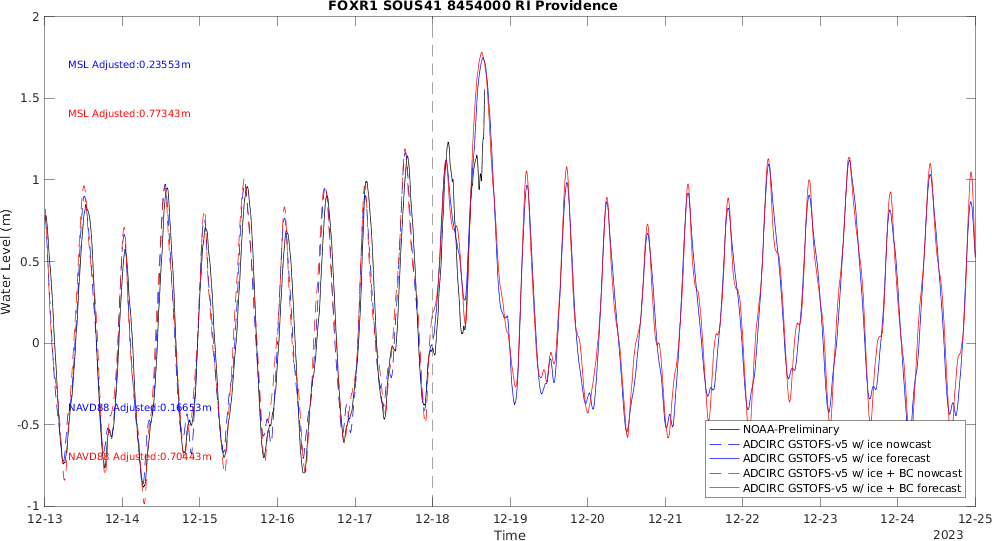 FOXR1 SOUS41 8454000 RI Providence
MSL Adjusted:0.23553m
MSL Adjusted:0.77343m
NAVD88 Adjusted:0.16653m
NAVD88 Adjusted:0.70443m
Water Level (m)
2
1.5
1
0.5
0
-0.5
-1
NOAA-Preliminary
ADCIRC GSTOFS-v5 w/ ice nowcast
ADCIRC GSTOFS-v5 w/ ice forecast
ADCIRC GSTOFS-v5 w/ ice + BC nowcast
ADCIRC GSTOFS-v5 w/ ice + BC forecast
12-13 12-14 12-15 12-16 12-17 12-18 12-19 12-20 12-21 12-22 12-23 12-24 12-25
Time
2023